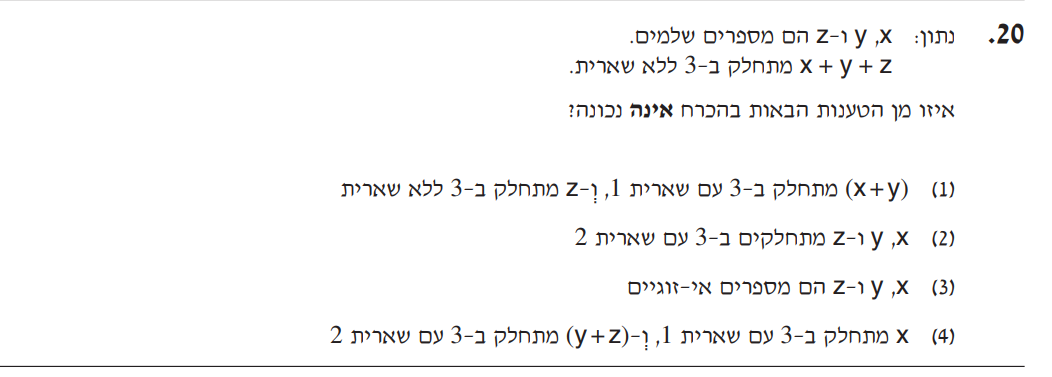 20. נתון: x, y ו-z הם מספרים שלמים.
x + y + z מתחלק ב-3 ללא שארית.
איזו מן הטענות הבאות בהכרח אינה נכונה?
(1) (x+y) מתחלק ב-3 עם שארית 1, וְ-z מתחלק ב-3 ללא שארית
(2) x, y ו-z מתחלקים ב-3 עם שארית 2
(3) x, y ו-z הם מספרים אי-זוגיים
(4) x מתחלק ב-3 עם שארית 1, וְ-(y+z) מתחלק ב-3 עם שארית 2